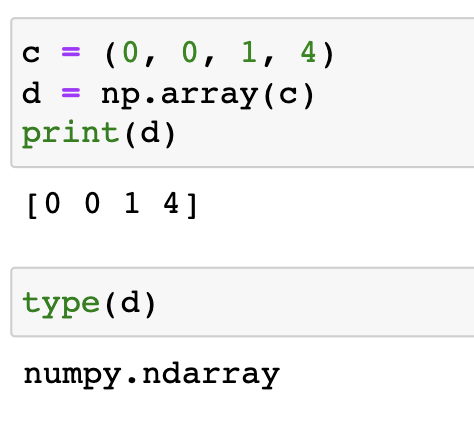 c = (0, 0, 1, 4)
d = np.array(c)
print(d)
[0 0 1 4]
type(d)
numpy.ndarray